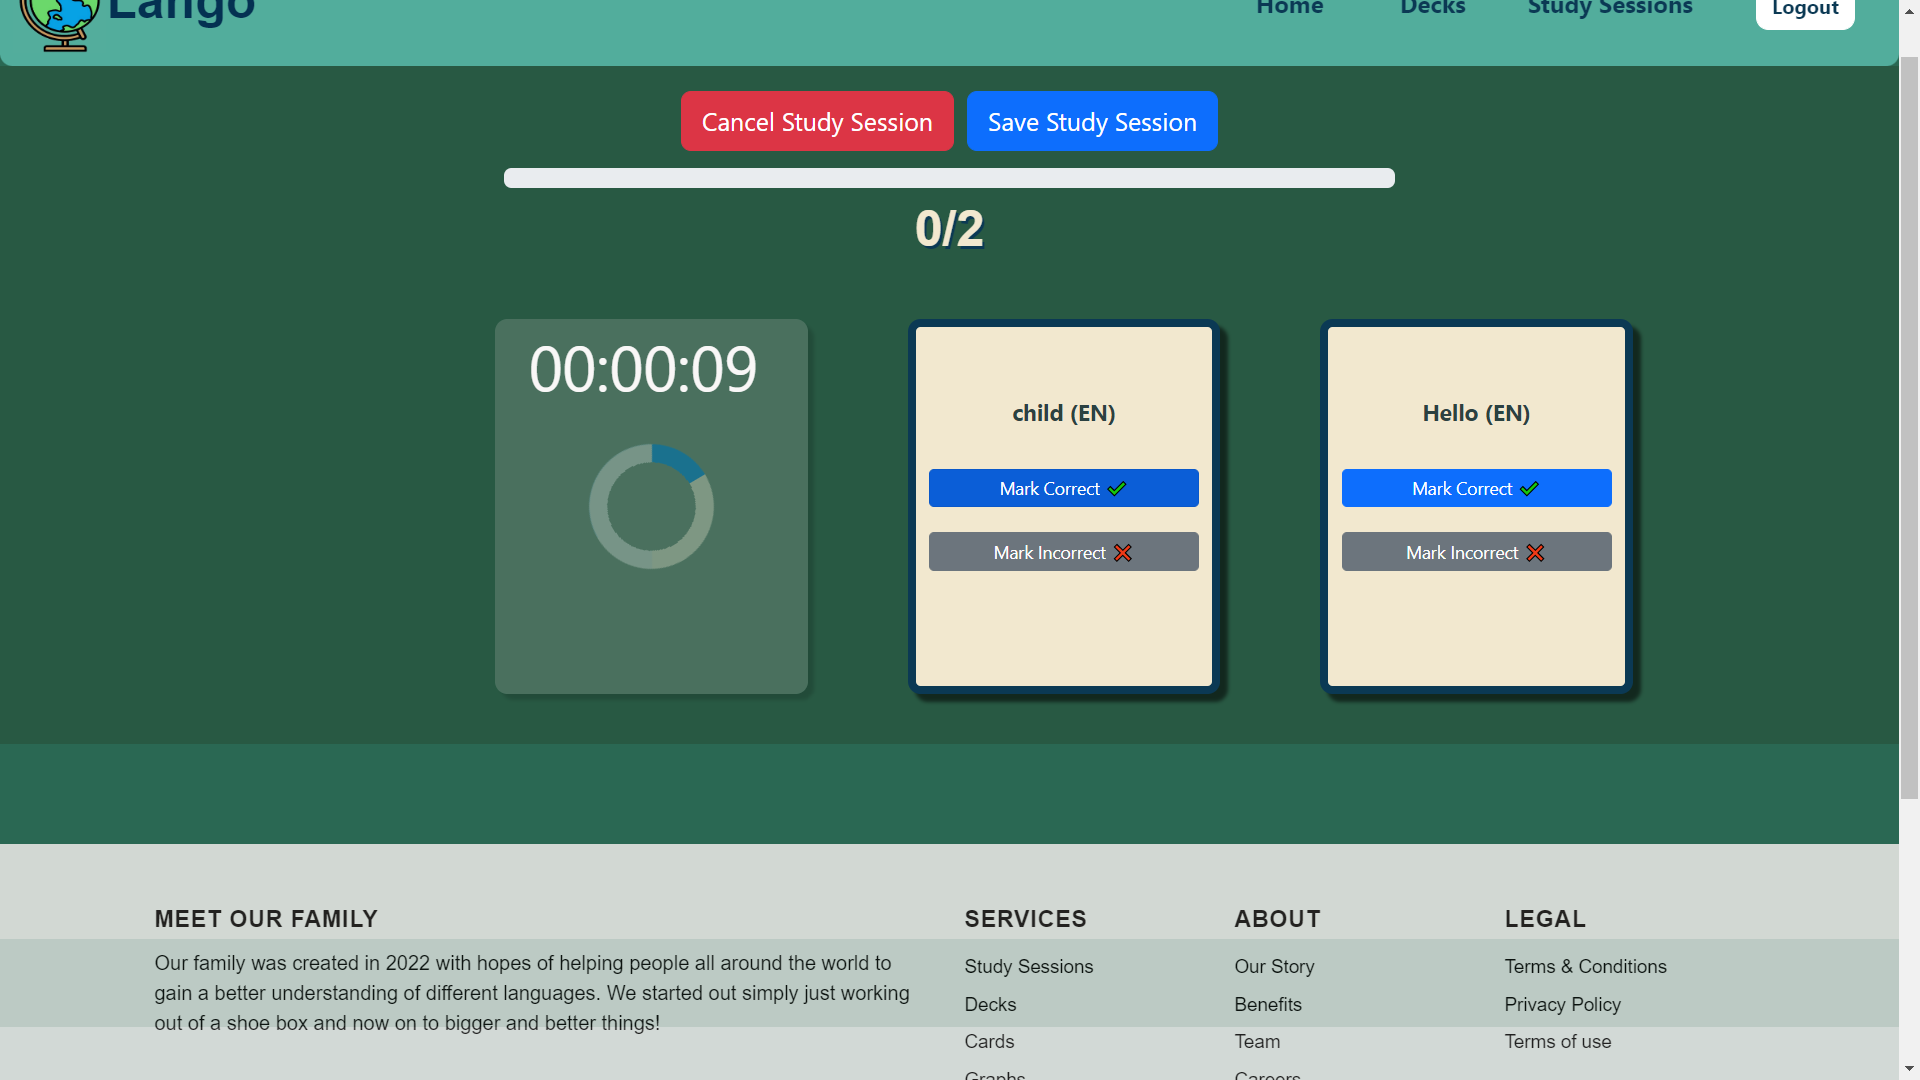 Lango
Home Decks Study Sessions Logout
Cancel Study Session Save Study Session
0/2
00:00:09
child (EN)
Mark Correct ✔
Mark Incorrect ❌
Hello (EN)
Mark Correct ✔
Mark Incorrect ❌
MEET OUR FAMILY
Our family was created in 2022 with hopes of helping people all around the world to
gain a better understanding of different languages. We started out simply just working
out of a shoe box and now on to bigger and better things!
SERVICES
Study Sessions
Decks
Cards
Graphs
ABOUT
Our Story
Benefits
Team
Careers
LEGAL
Terms & Conditions
Privacy Policy
Terms of use